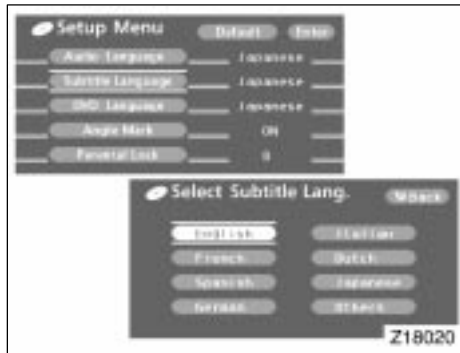 Setup Menu Default Enter
Audio Language Japanese
Subtitle Language Japanese
DVD Language Japanese
Angle Mark ON
Parental Lock 8
Select Subtitle Lang. Back
English Italian
French Dutch
Spanish Japanese
German Others
Z18020